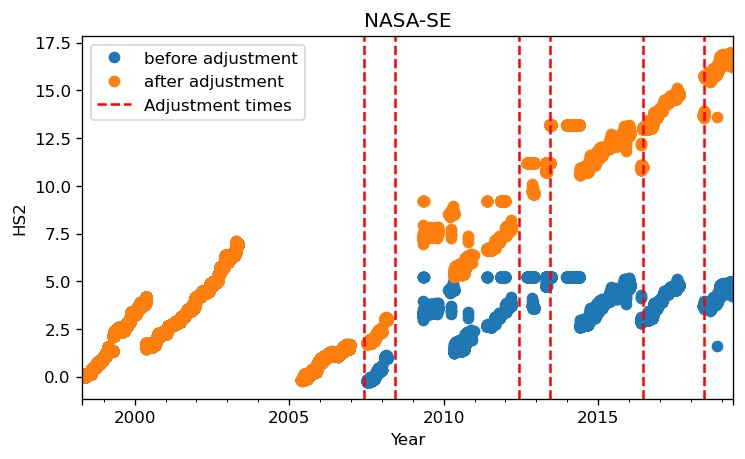 NASA-SE
before adjustment
after adjustment
Adjustment times
HS2
17.5
15.0
12.5
10.0
7.5
5.0
2.5
0.0
2000 2005 2010 2015
Year